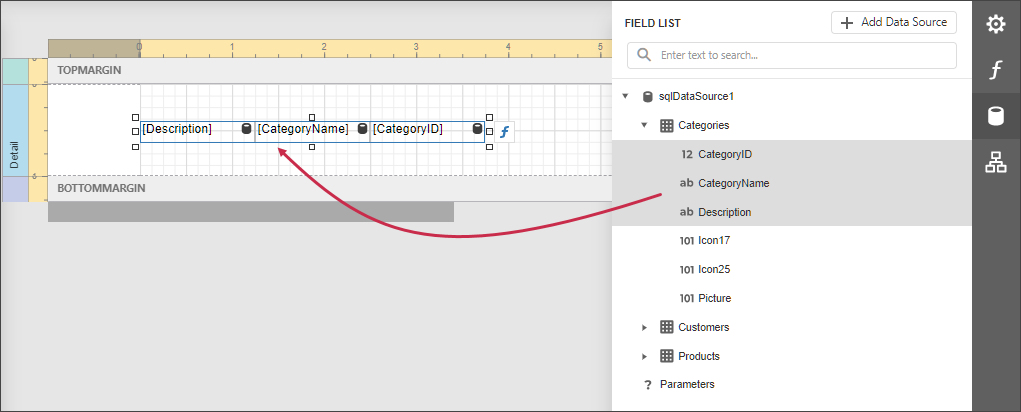 0 1 2 3 4 5
TOPMARGIN
Detail
[Description] [CategoryName] [CategoryID] f
BOTTOMMARGIN
FIELD LIST
+ Add Data Source
Enter text to search...
sqlDataSource1
Categories
12 CategoryID
ab CategoryName
ab Description
101 Icon17
101 Icon25
101 Picture
Customers
Products
? Parameters
f